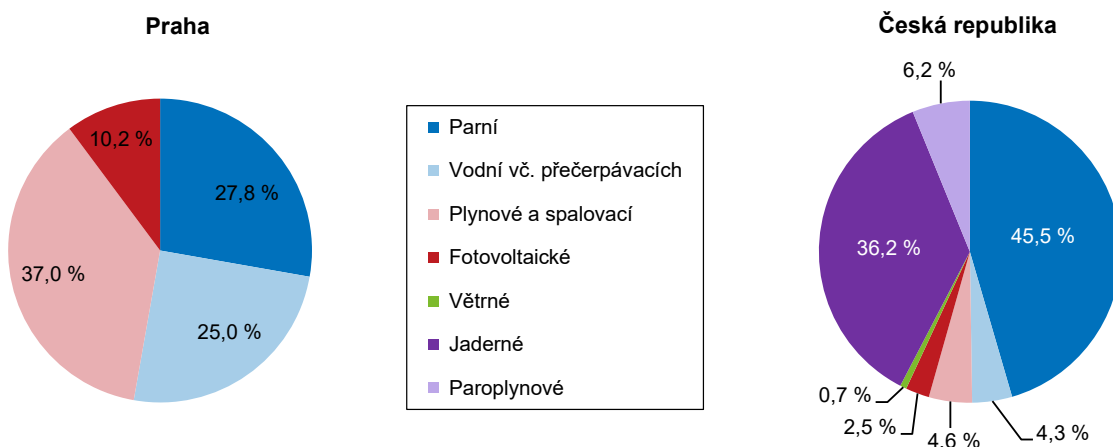 Praha
10,2 %
27,8 %
37,0 %
25,0 %
Parní
Vodní vč. přečerpávacích
Plynové a spalovací
Fotovoltaické
Větrné
Jaderné
Paroplynové
Česká republika
6,2 %
36,2 %
45,5 %
0,7 %
2,5 %
4,6 %
4,3 %